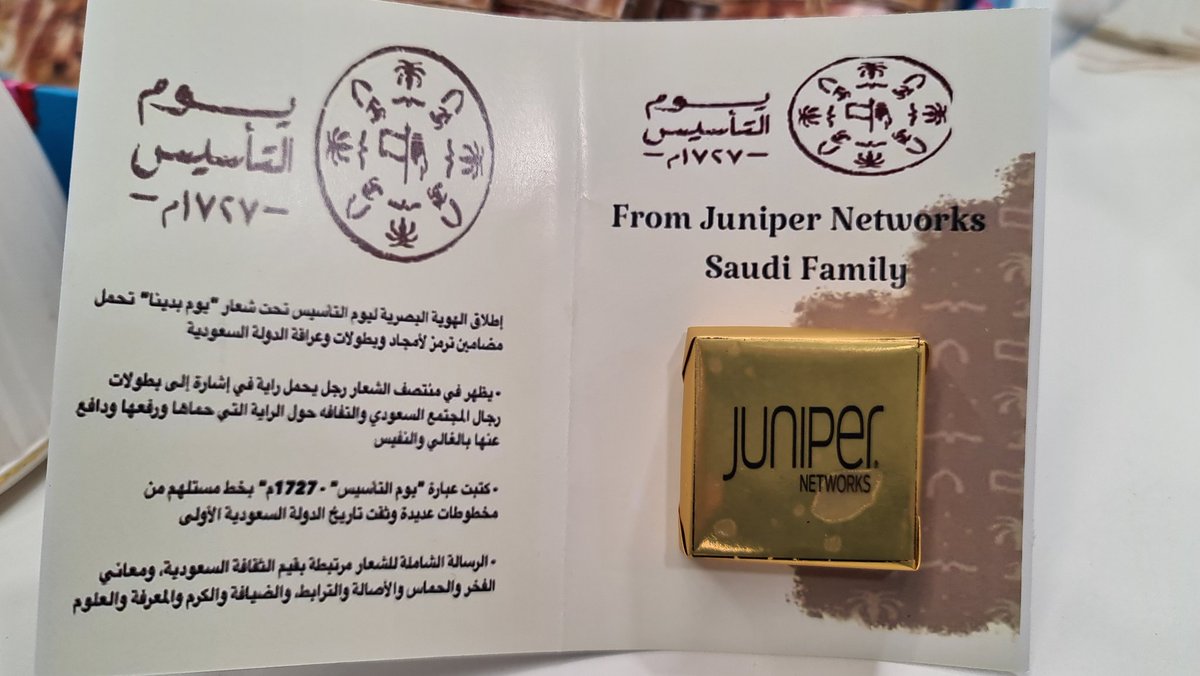 يوم
التأسيس
١٧٢٧م
إطلاق الهوية البصرية ليوم التأسيس تحت شعار "يوم بدينا" تحمل
مضامين ترمز لأمجاد وبطولات وعراقة الدولة السعودية
- يظهر في منتصف الشعار رجل يحمل راية في إشارة إلى بطولات
رجال المجتمع السعودي والتفافه حول الراية التي حماها ورفعها ودافع
عنها بالغالي والنفيس
- كتبت عبارة "يوم التأسيس" - 1727م" بخط مستلهم من
مخطوطات عديدة وثقت تاريخ الدولة السعودية الأولى
- الرسالة الشاملة للشعار مرتبطة بقيم الثقافة السعودية، ومعاني
الفخر والحماس والأصالة والترابط، والضيافة والكرم والمعرفة والعلوم
يوم
التأسيس
١٧٢٧م
From Juniper Networks
Saudi Family
Juniper
NETWORKS